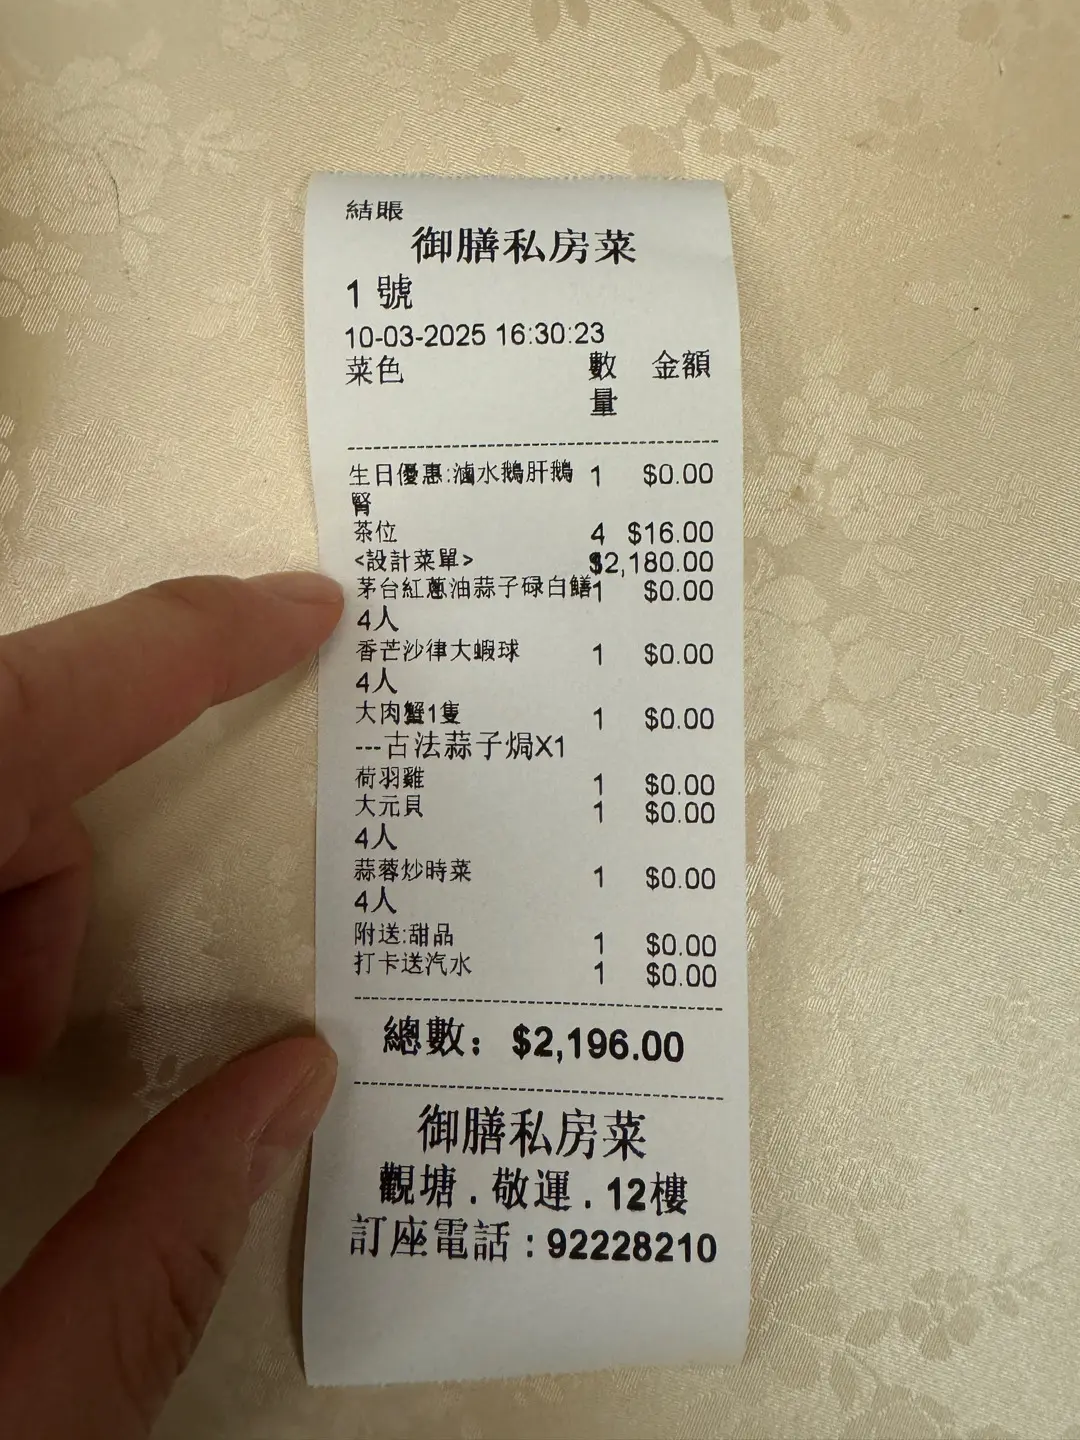 結賬
御膳私房菜
1 號
10-03-2025 16:30:23
菜色 數量 金額
生日優惠:滷水鵝肝鵝腎 1 $0.00
茶位 4 $16.00
<設計菜單> $2,180.00
茅台紅蔥油蒜子碌白鱔 1 $0.00
4人
香芒沙律大蝦球 1 $0.00
4人
大肉蟹1隻 1 $0.00
---古法蒜子焗X1
荷羽雞 1 $0.00
大元貝 1 $0.00
4人
蒜蓉炒時菜 1 $0.00
4人
附送:甜品 1 $0.00
打卡送汽水 1 $0.00
總數: $2,196.00
御膳私房菜
觀塘.敬運.12樓
訂座電話:92228210